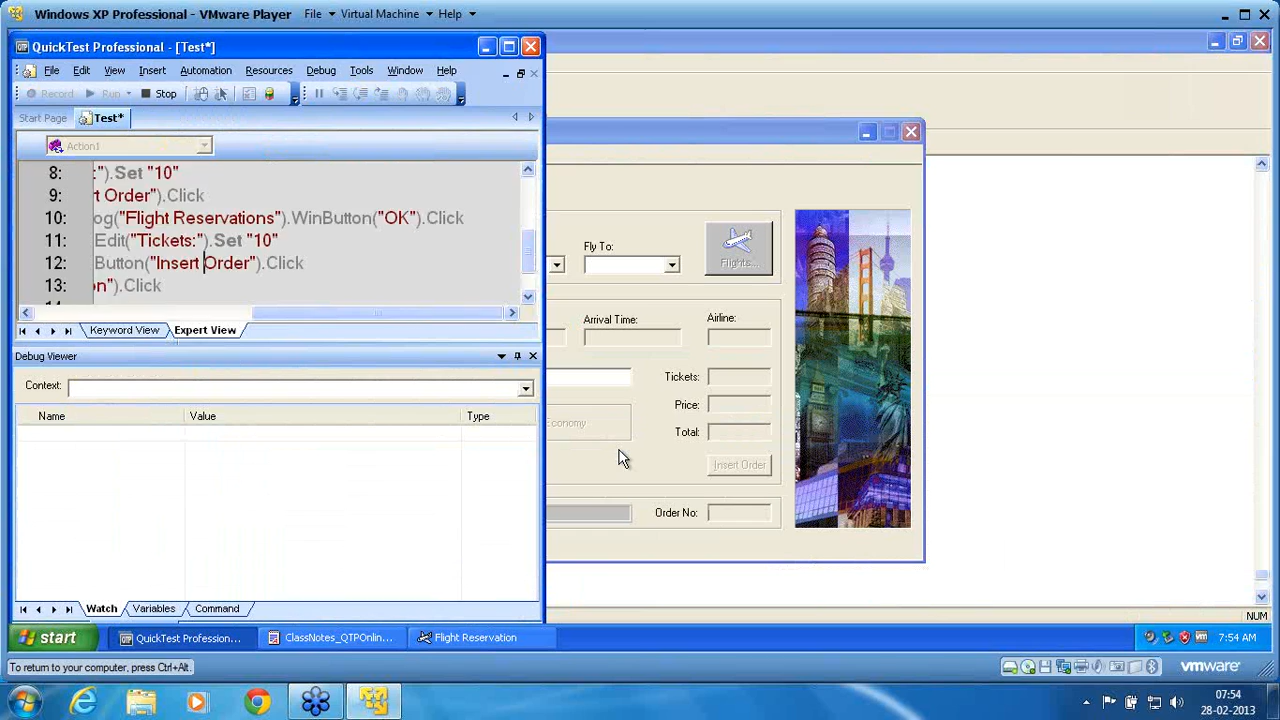 Windows XP Professional - VMware Player File Virtual Machine Help
QuickTest Professional - [Test*]
File Edit View Insert Automation Resources Debug Tools Window Help
Record Run Stop
Start Page Test*
Action1
8: :").Set "10"
9: t Order").Click
10: og("Flight Reservations").WinButton("OK").Click
11: Edit("Tickets:").Set "10"
12: Button("Insert Order").Click
13: on").Click
Keyword View Expert View
Debug Viewer
Context:
Name Value Type
Watch Variables Command
Fly To:
Flights...
Arrival Time: Airline:
Tickets:
Price:
conomy
Total:
Insert Order
Order No:
NUM
start QuickTest Profession... ClassNotes_QTPOnlin... Flight Reservation 7:54 AM
To return to your computer, press Ctrl+Alt. vmware
07:54
28-02-2013